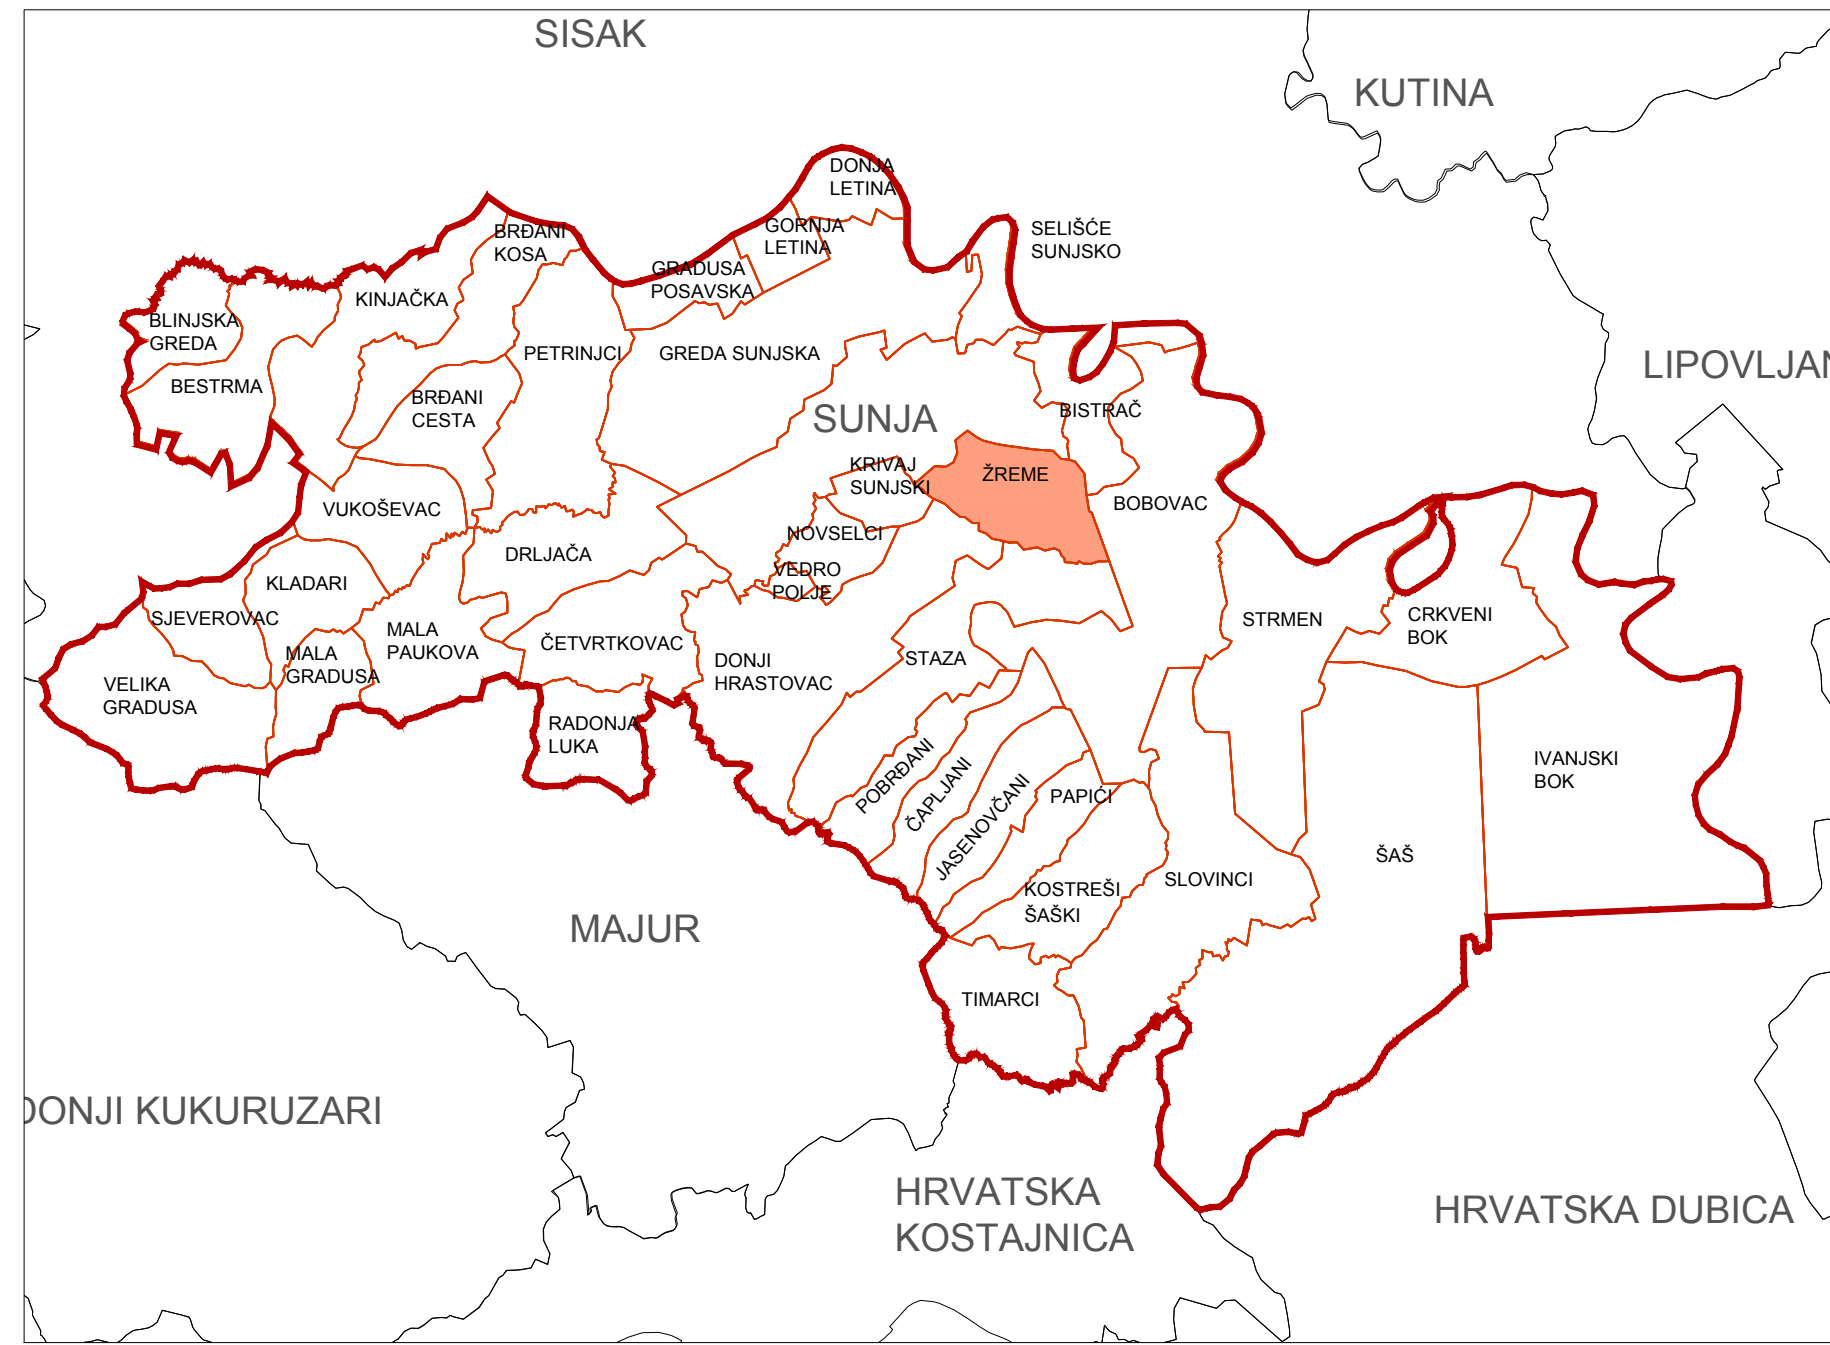 SISAK
KUTINA
DONJA
LETINA
GORNJA
LETINA
SELIŠĆE
SUNJSKO
BRĐANI
KOSA
GRADUSA
POSAVSKA
KINJAČKA
BLINJSKA
GREDA
PETRINJCI
GREDA SUNJSKA
LIPOVLJAN
BESTRMA
BRĐANI
CESTA
SUNJA
BISTRAČ
KRIVAJ
SUNJSKI
ŽREME
BOBOVAC
VUKOŠEVAC
NOVSELCI
DRLJAČA
VEDRO
POLJE
KLADARI
SJEVEROVAC
STRMEN
CRKVENI
BOK
MALA
PAUKOVA
ČETVRTKOVAC
MALA
GRADUSA
STAZA
DONJI
HRASTOVAC
VELIKA
GRADUSA
RADONJA
LUKA
IVANJSKI
BOK
POBRĐANI
ČAPLJANI
JASENOVČANI
PAPIĆI
ŠAŠ
SLOVINCI
KOSTREŠI
ŠAŠKI
MAJUR
TIMARCI
DONJI KUKURUZARI
HRVATSKA
KOSTAJNICA
HRVATSKA DUBICA